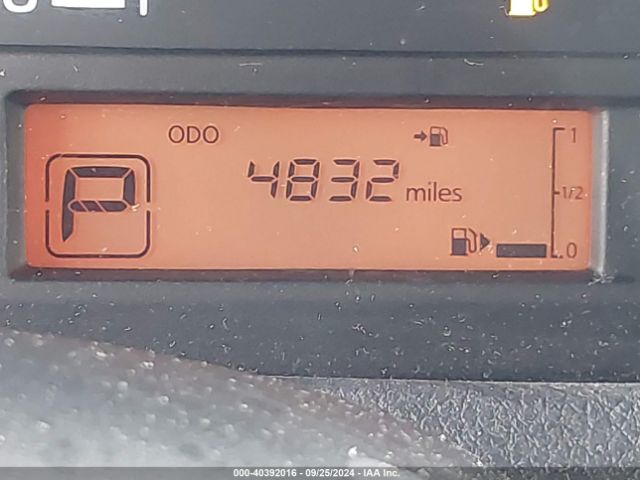 ODO
1
4832 miles
1/2
P
0
000-40392016 - 09/25/2024 - IAA Inc.